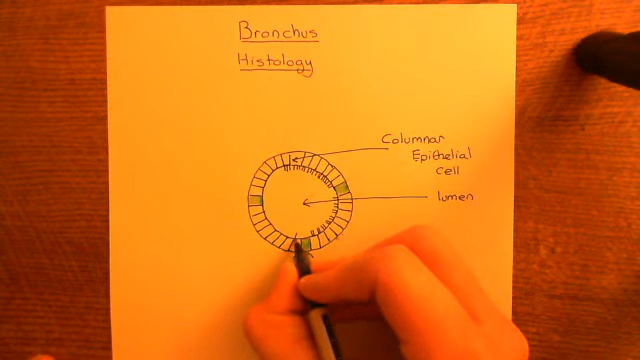 Bronchus
Histology
Columnar
Epithelial
Cell
lumen